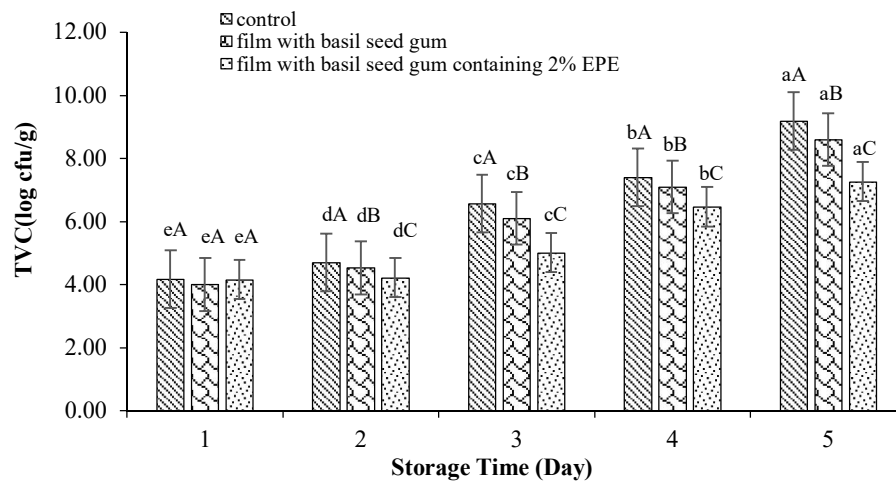 control
film with basil seed gum
film with basil seed gum containing 2% EPE
12.00
10.00
8.00
6.00
4.00
2.00
0.00
TVC(log cfu/g)
eA eA eA
dA dB dC
cA cB cC
bA bB bC
aA aB aC
1 2 3 4 5
Storage Time (Day)